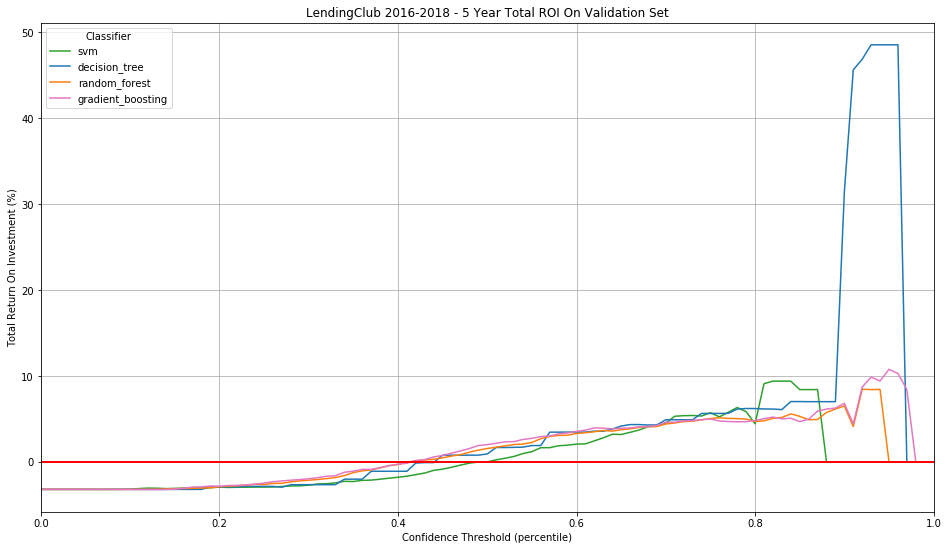 LendingClub 2016-2018 - 5 Year Total ROI On Validation Set
Classifier
svm
decision_tree
random_forest
gradient_boosting
Total Return On Investment (%)
50
40
30
20
10
0
0.0
0.2
0.4
0.6
0.8
1.0
Confidence Threshold (percentile)